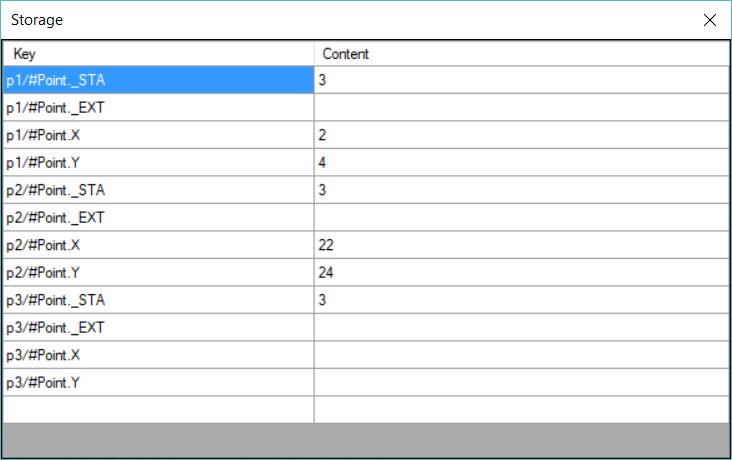 Storage
Key Content
p1/#Point._STA 3
p1/#Point._EXT
p1/#Point.X 2
p1/#Point.Y 4
p2/#Point._STA 3
p2/#Point._EXT
p2/#Point.X 22
p2/#Point.Y 24
p3/#Point._STA 3
p3/#Point._EXT
p3/#Point.X
p3/#Point.Y